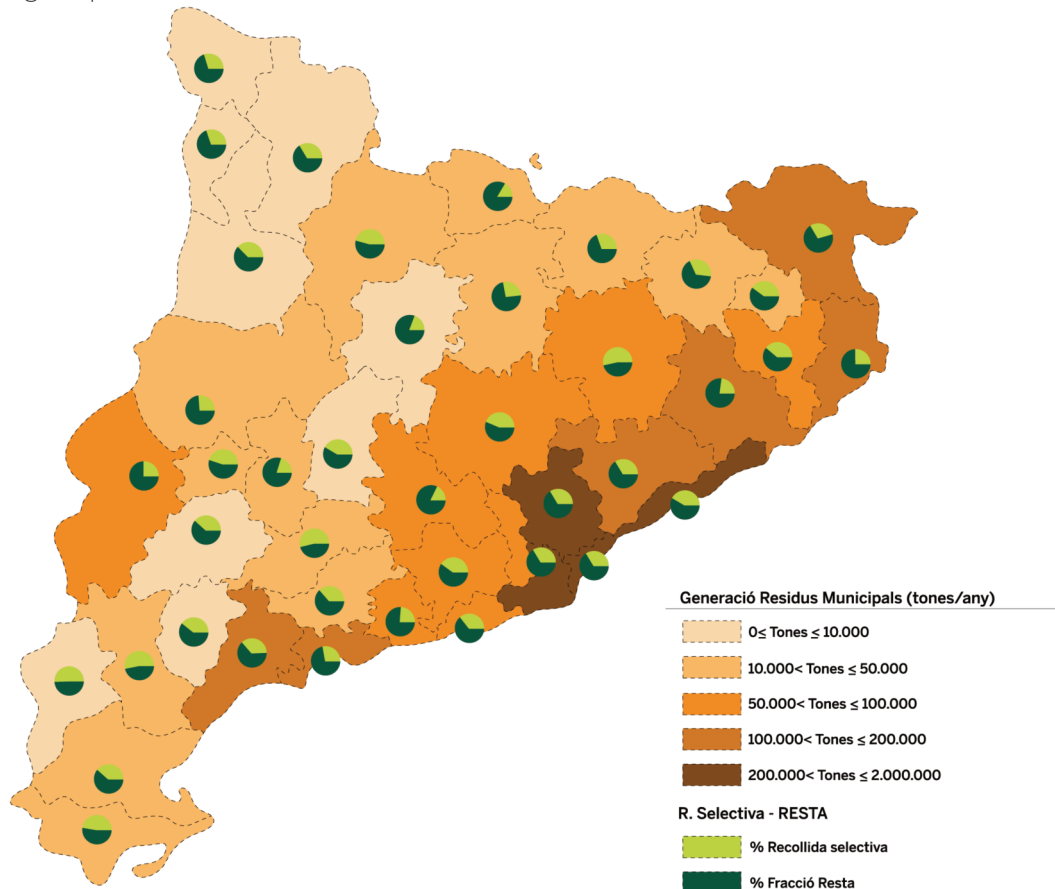 Generació Residus Municipals (tones/any)
0≤ Tones ≤ 10.000
10.000< Tones ≤ 50.000
50.000< Tones ≤ 100.000
100.000< Tones ≤ 200.000
200.000< Tones ≤ 2.000.000
R. Selectiva - RESTA
% Recollida selectiva
% Fracció Resta